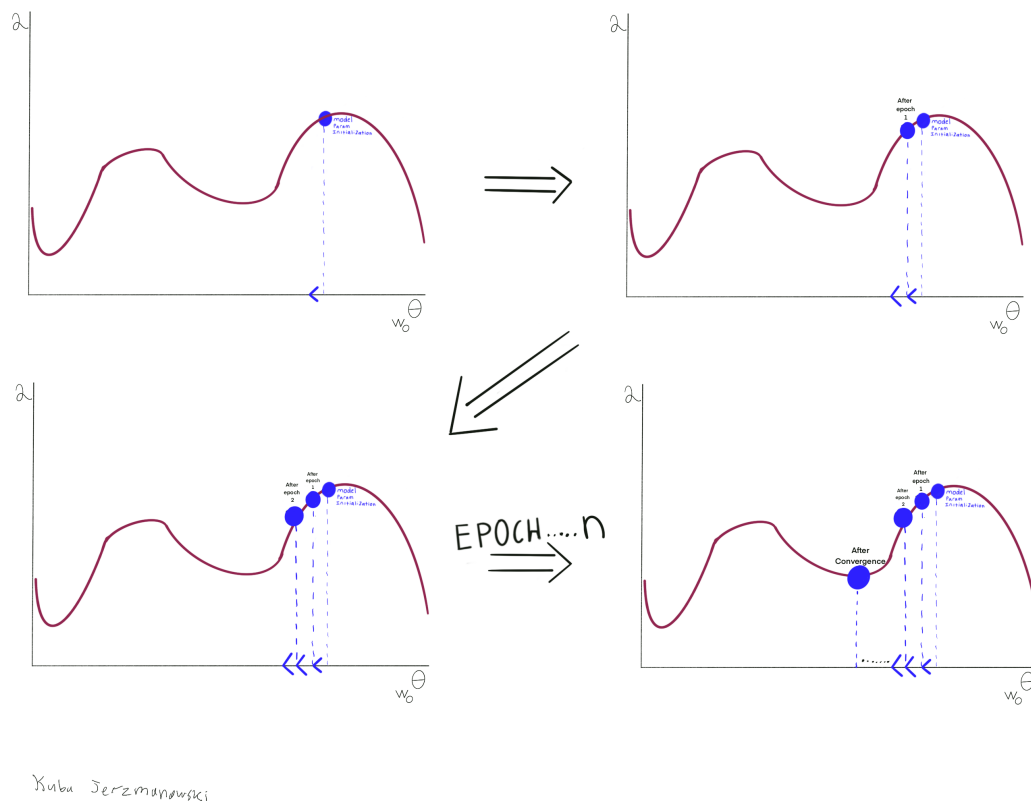 ℒ
model
Param
Initialization
θ
w₀
ℒ
After
epoch
1
model
Param
Initialization
θ
w₀
ℒ
After
epoch
2
After
epoch
1
model
Param
Initialization
θ
w₀
EPOCH.....n
ℒ
After
epoch
2
After
epoch
1
model
Param
Initialization
After
Convergence
θ
w₀
Kuba Jerzmanowski